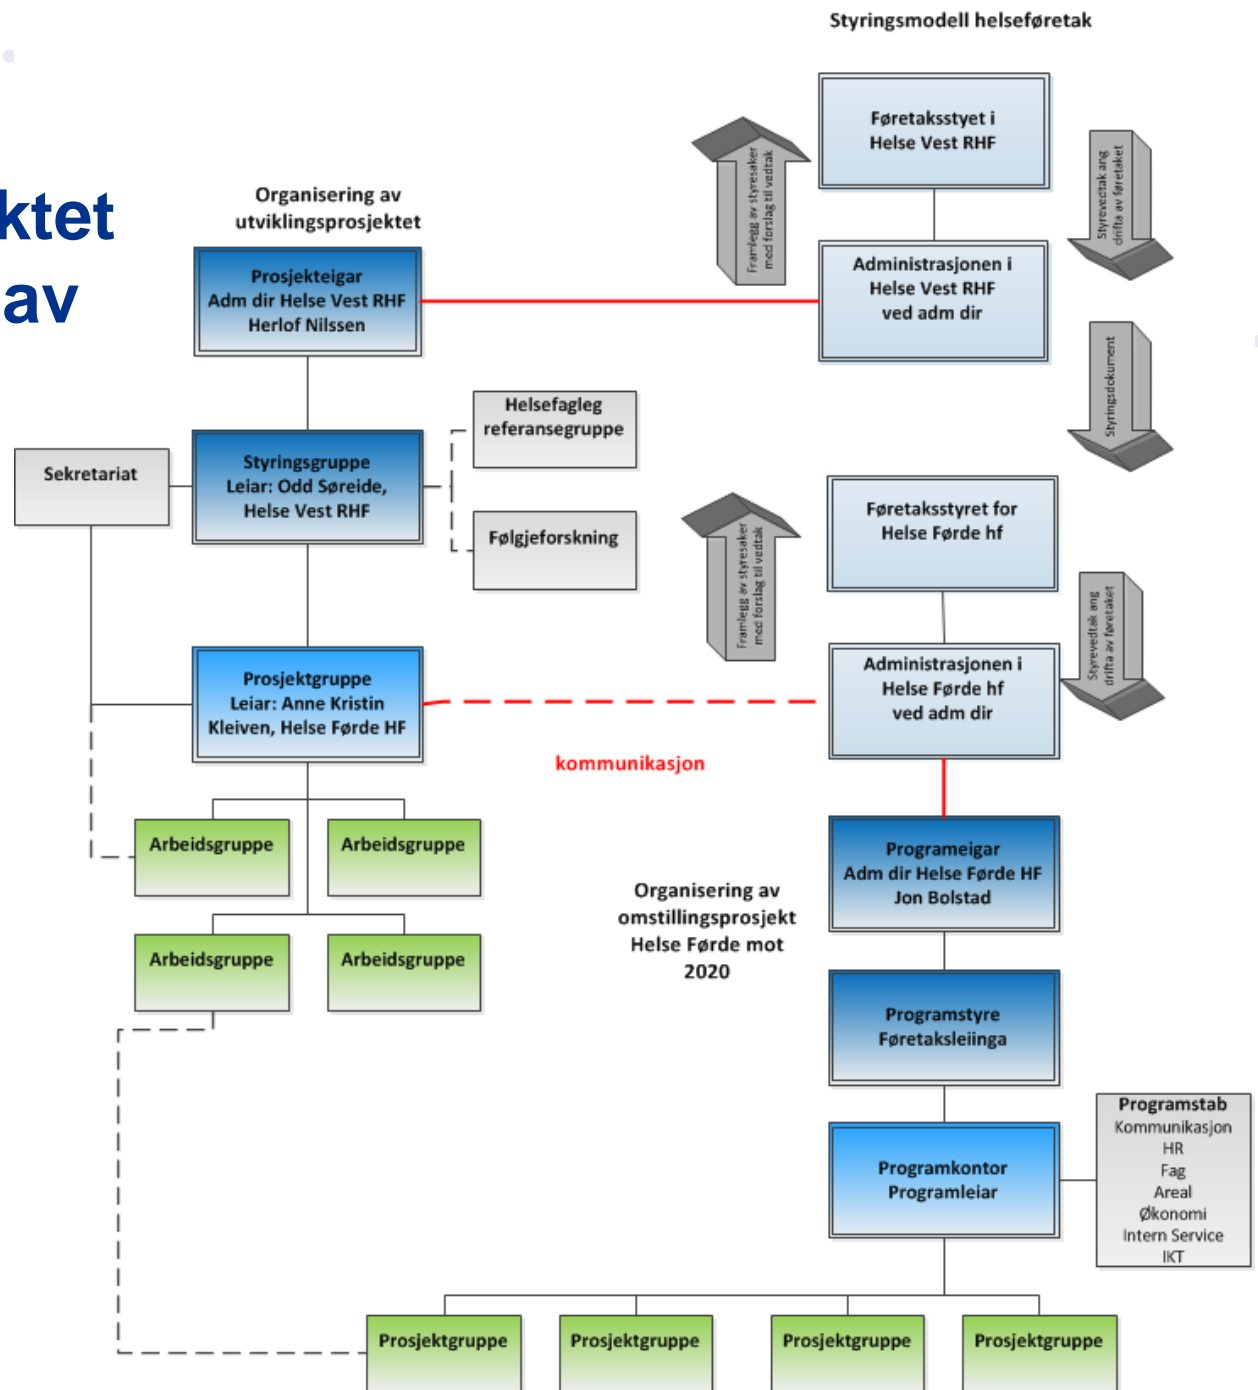 Styringsmodell helseføretak
ktet
av
Organisering av
utviklingsprosjektet
Føretaksstyet i
Helse Vest RHF
Framlegg av styresaker
med forslag til vedtak
Styrevedtak ang
drifta av føretaket
Prosjekteigar
Adm dir Helse Vest RHF
Herlof Nilssen
Administrasjonen i
Helse Vest RHF
ved adm dir
Styringsdokument
Helsefagleg
referansegruppe
Sekretariat
Styringsgruppe
Leiar: Odd Søreide,
Helse Vest RHF
Følgjeforskning
Føretaksstyret for
Helse Førde hf
Framlegg av styresaker
med forslag til vedtak
Styrevedtak ang
drifta av føretaket
Prosjektgruppe
Leiar: Anne Kristin
Kleiven, Helse Førde HF
Administrasjonen i
Helse Førde hf
ved adm dir
kommunikasjon
Arbeidsgruppe
Arbeidsgruppe
Arbeidsgruppe
Arbeidsgruppe
Organisering av
omstillingsprosjekt
Helse Førde mot
2020
Programeigar
Adm dir Helse Førde HF
Jon Bolstad
Programstyre
Føretaksleiinga
Programkontor
Programleiar
Programstab
Kommunikasjon
HR
Fag
Areal
Økonomi
Intern Service
IKT
Prosjektgruppe
Prosjektgruppe
Prosjektgruppe
Prosjektgruppe